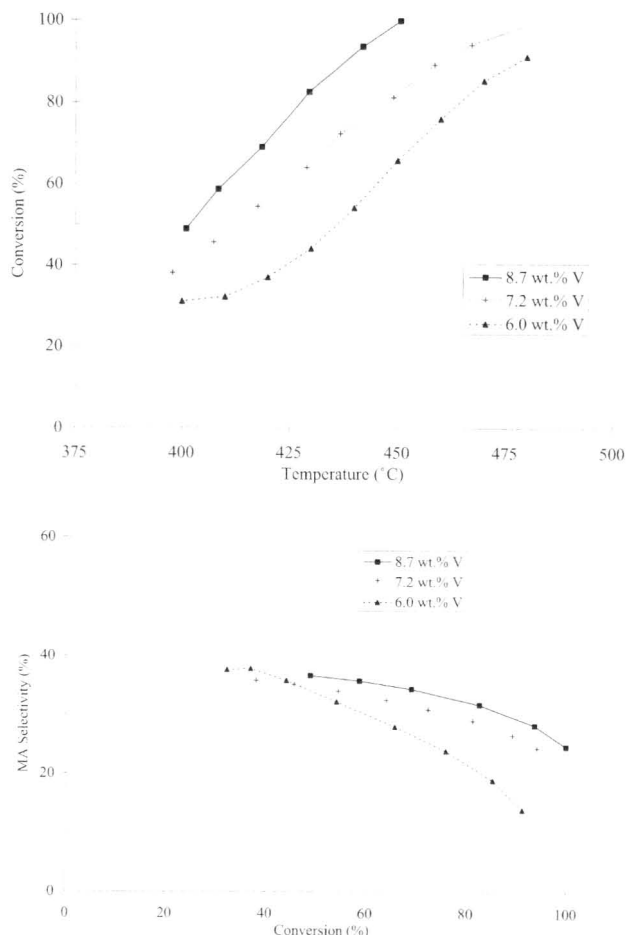 100
80
60
40
20
0
Conversion (%)
8.7 wt.% V
7.2 wt.% V
6.0 wt.% V
375
400
425
450
475
500
Temperature (˚C)
60
40
20
0
MA Selectivity (%)
8.7 wt.% V
7.2 wt.% V
6.0 wt.% V
0
20
40
60
80
100
Conversion (%)